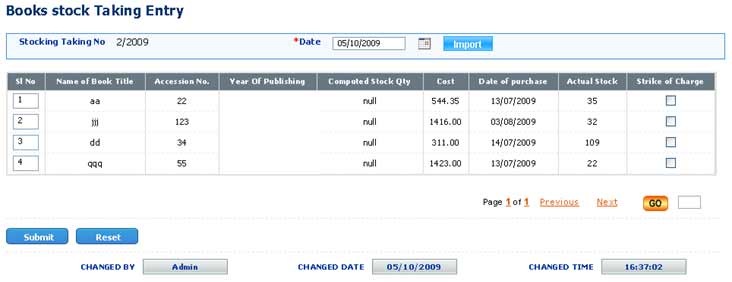 Books stock Taking Entry
Stocking Taking No 2/2009 *Date 05/10/2009 Import
Sl No Name of Book Title Accession No. Year Of Publishing Computed Stock Qty Cost Date of purchase Actual Stock Strike of Charge
1 aa 22 null 544.35 13/07/2009 35
2 jjj 123 null 1416.00 03/08/2009 32
3 dd 34 null 311.00 14/07/2009 109
4 qqq 55 null 1423.00 13/07/2009 22
Page 1 of 1 Previous Next GO
Submit Reset
CHANGED BY Admin CHANGED DATE 05/10/2009 CHANGED TIME 16:37:02